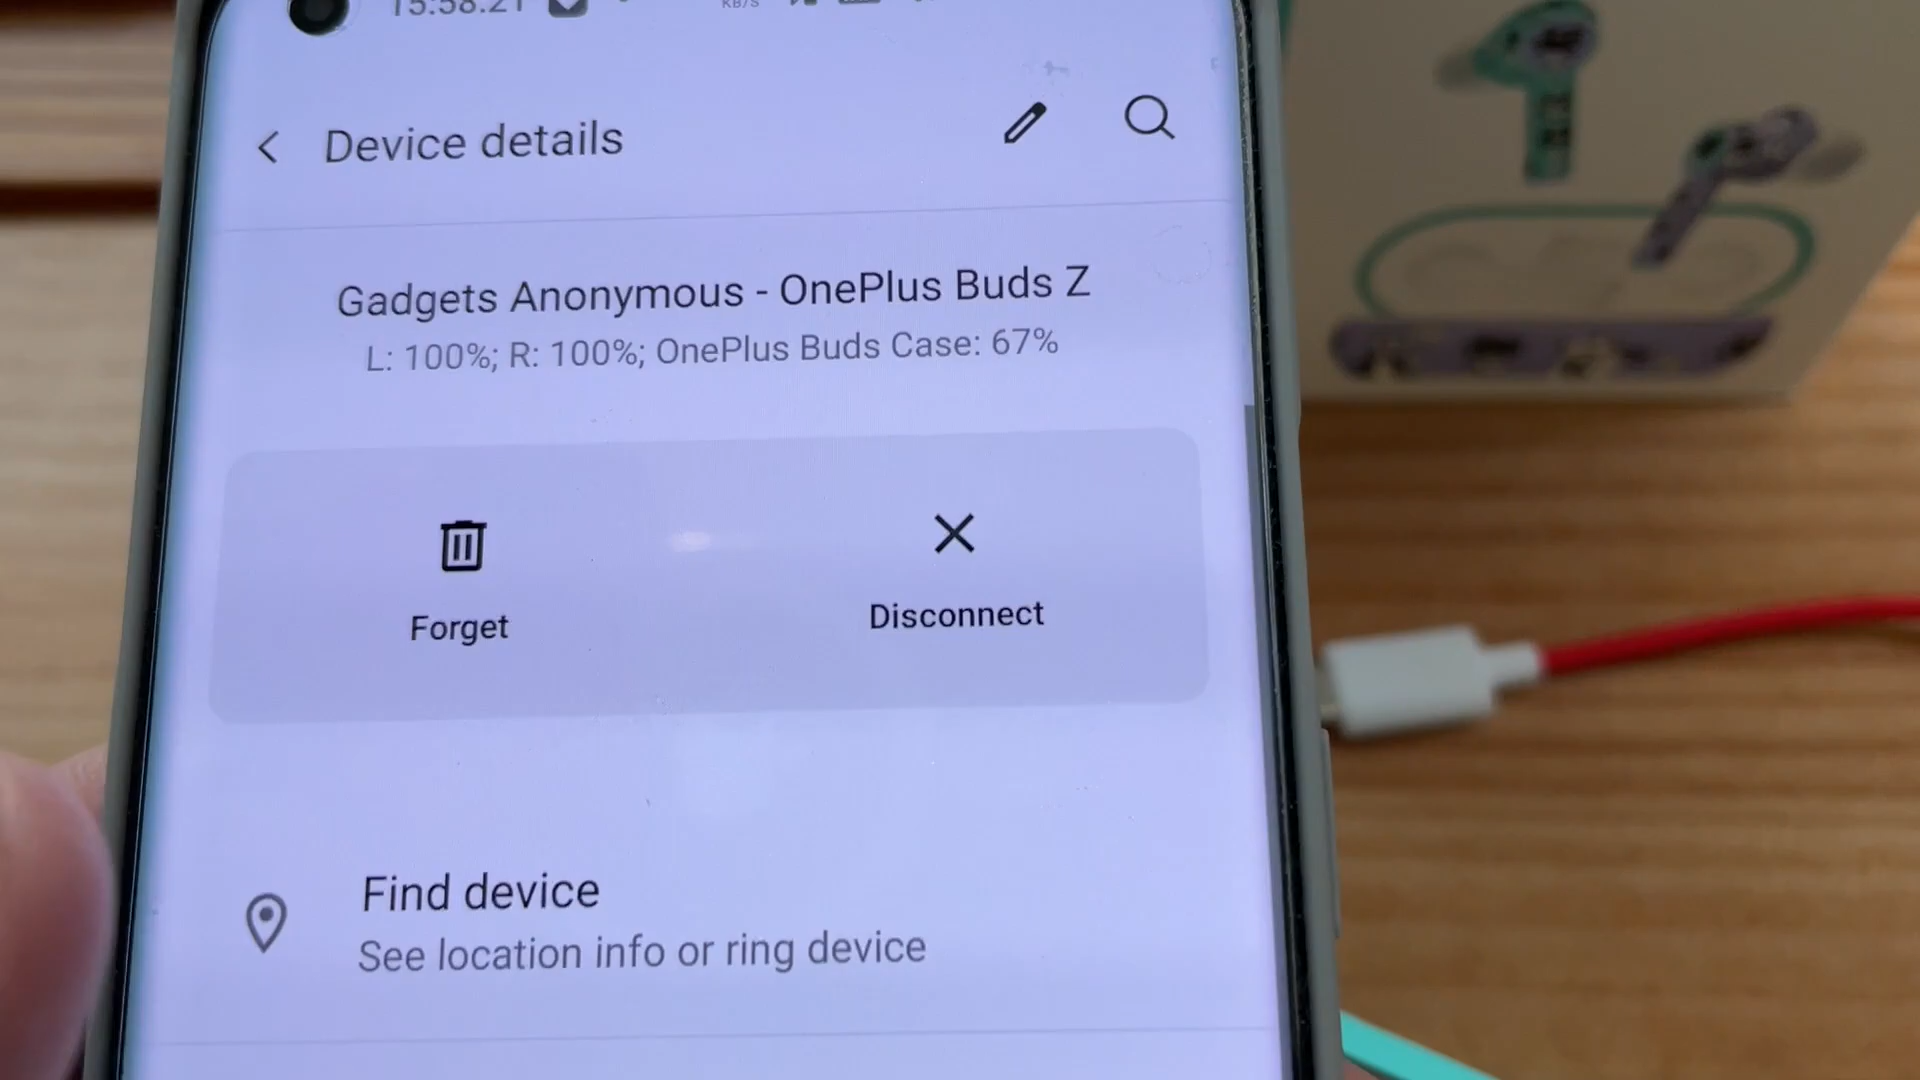 15:58:21
KB/S
Device details
Gadgets Anonymous - OnePlus Buds Z
L: 100%; R: 100%; OnePlus Buds Case: 67%
Forget
Disconnect
Find device
See location info or ring device